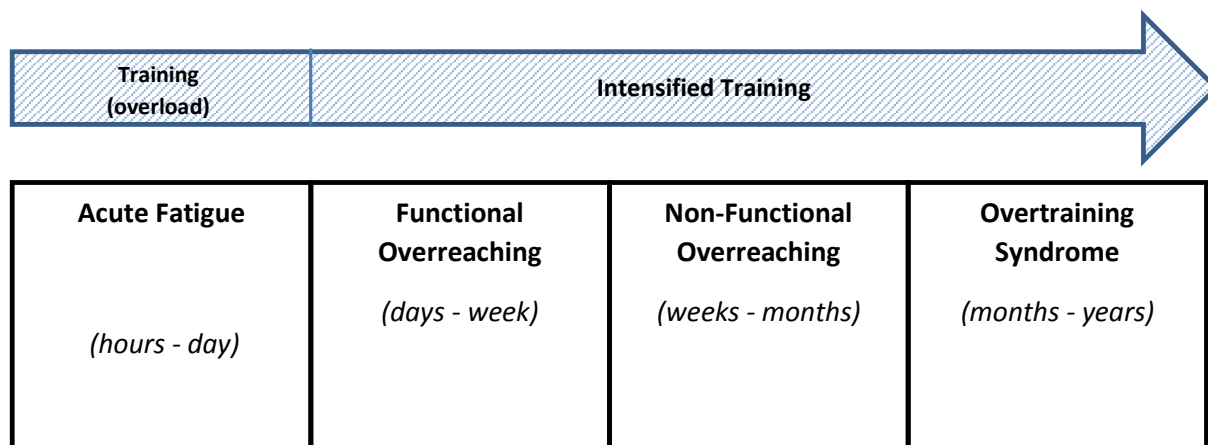 Training
(overload)
Intensified Training
Acute Fatigue
(hours - day)
Functional
Overreaching
(days - week)
Non-Functional
Overreaching
(weeks - months)
Overtraining
Syndrome
(months - years)